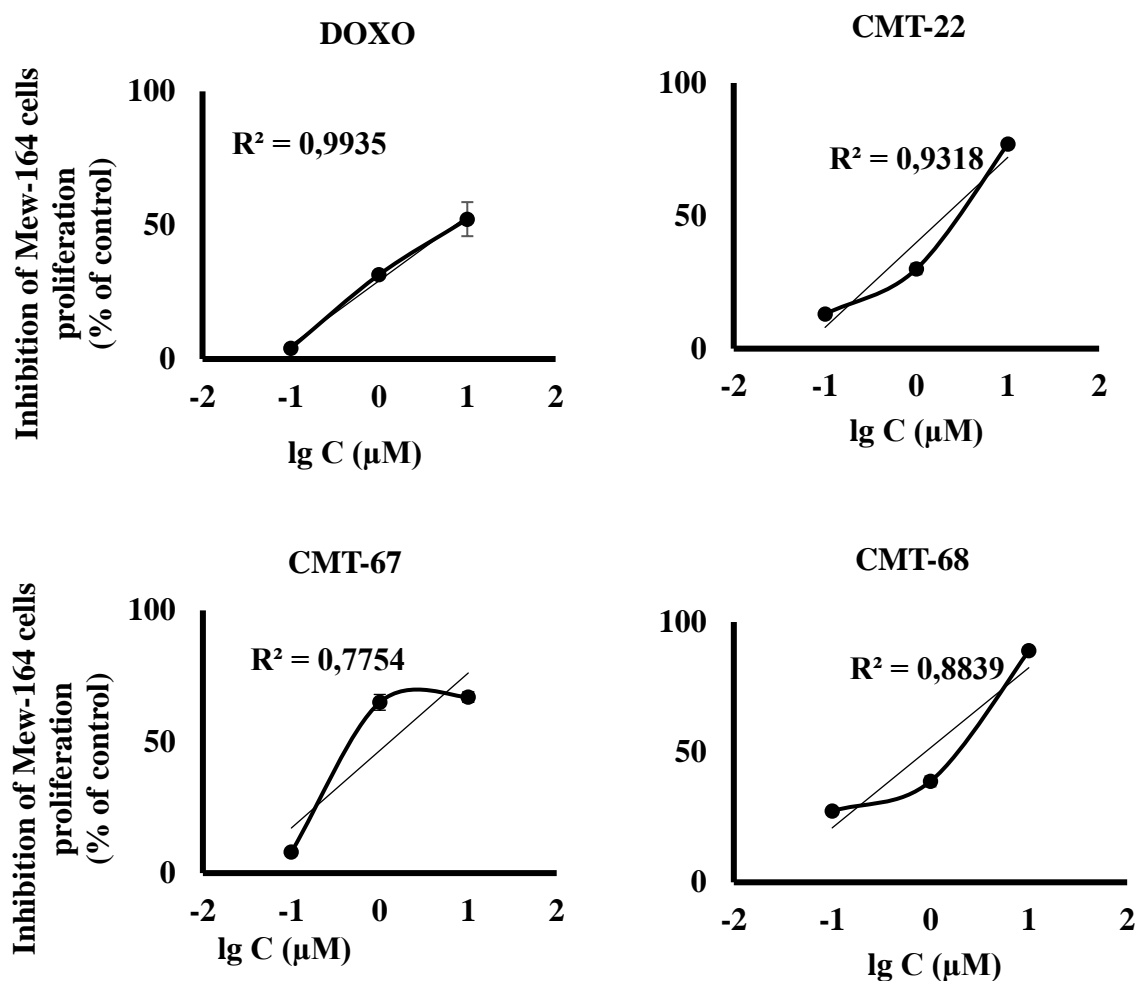 DOXO
Inhibition of Mew-164 cells
proliferation
(% of control)
100
50
0
R² = 0,9935
-2 -1 0 1 2
lg C (µM)
CMT-22
100
50
0
R² = 0,9318
-2 -1 0 1 2
lg C (µM)
CMT-67
Inhibition of Mew-164 cells
proliferation
(% of control)
100
50
0
R² = 0,7754
-2 -1 0 1 2
lg C (µM)
CMT-68
100
50
0
R² = 0,8839
-2 -1 0 1 2
lg C (µM)